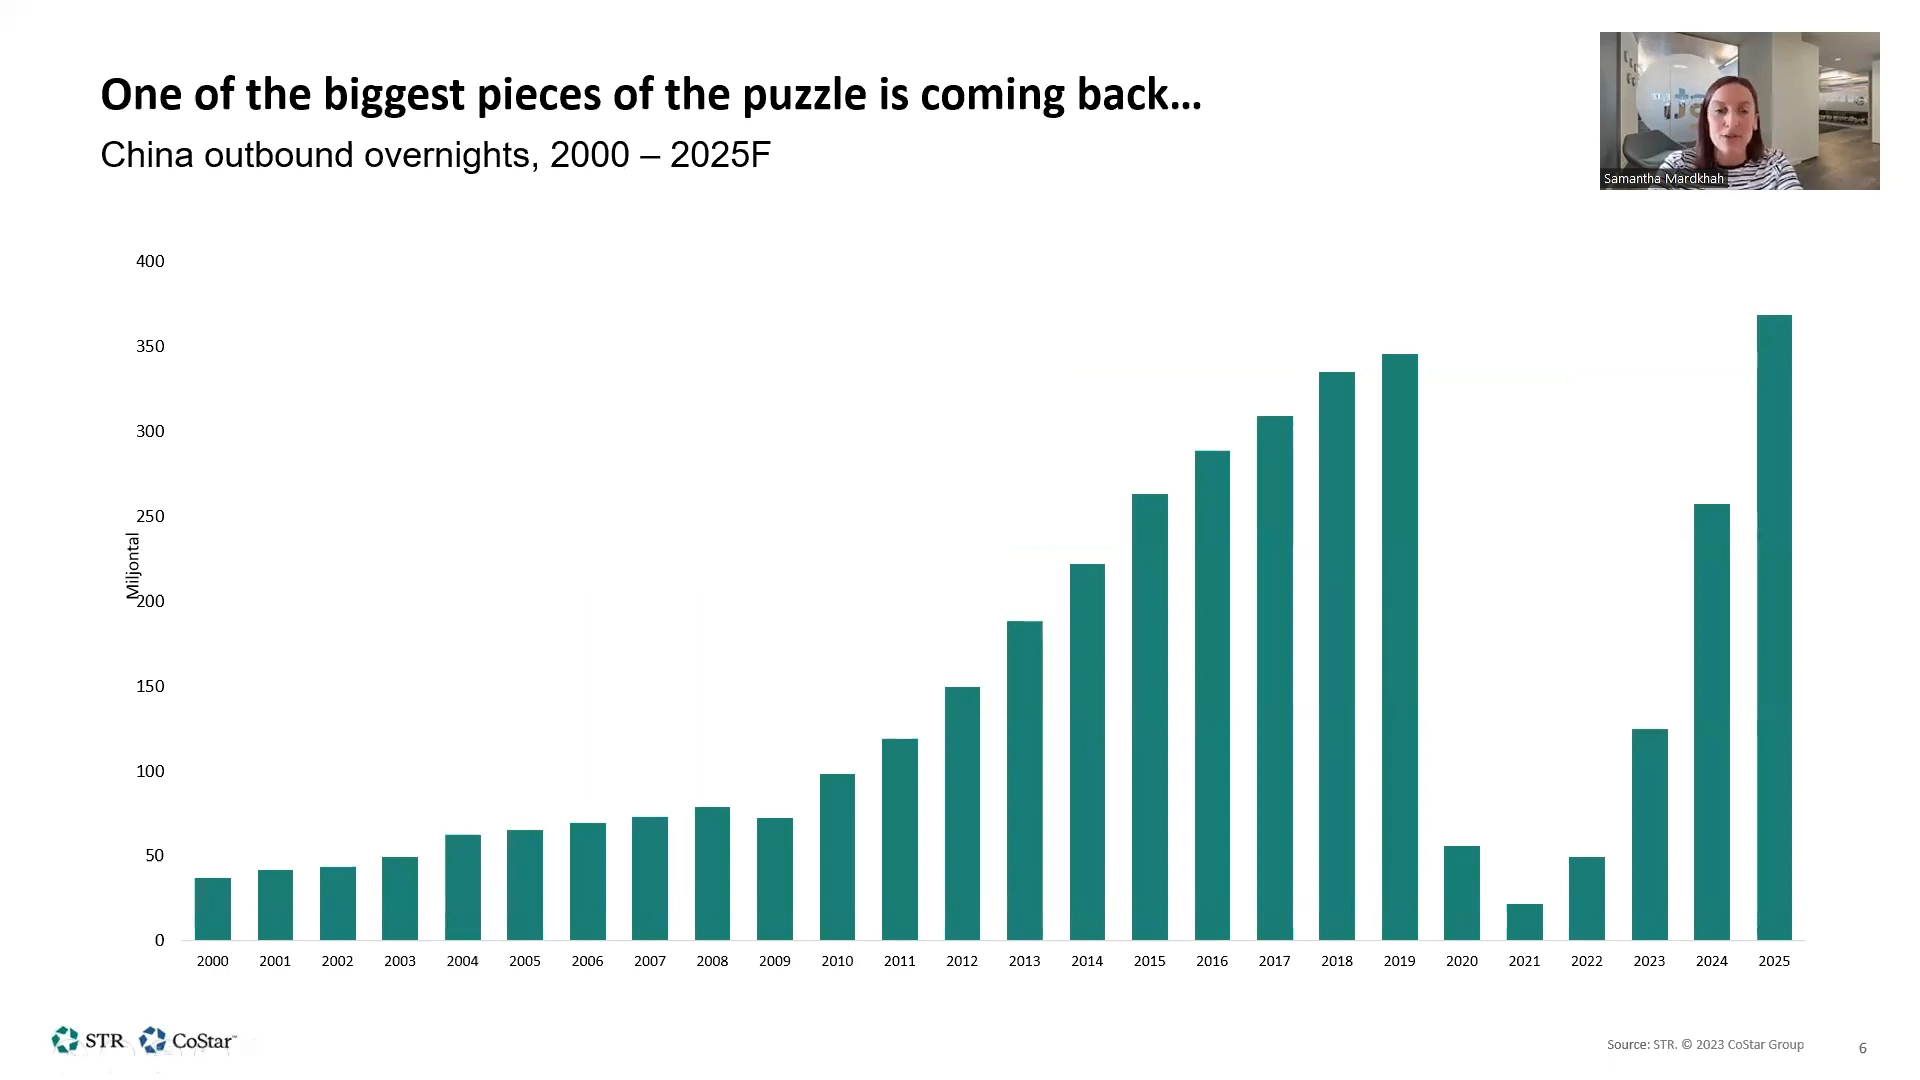 One of the biggest pieces of the puzzle is coming back...
China outbound overnights, 2000 – 2025F
Samantha Mardkhah
400
350
300
250
200
150
100
50
0
Miljontal
2000 2001 2002 2003 2004 2005 2006 2007 2008 2009 2010 2011 2012 2013 2014 2015 2016 2017 2018 2019 2020 2021 2022 2023 2024 2025
STR CoStar™
Source: STR. © 2023 CoStar Group
6